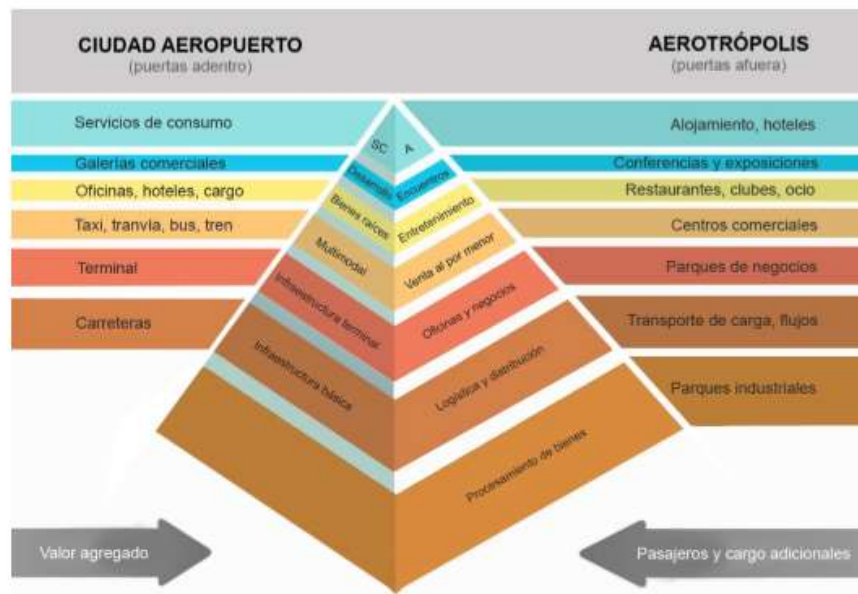 CIUDAD AEROPUERTO
(puertas adentro)
AEROTRÓPOLIS
(puertas afuera)
Servicios de consumo
Galerías comerciales
Oficinas, hoteles, cargo
Taxi, tranvía, bus, tren
Terminal
Carreteras
SC
Desarrollo
Bienes raíces
Multimodal
Infraestructura terminal
Infraestructura básica
A
Encuentros
Entretenimiento
Venta al por menor
Oficinas y negocios
Logística y distribución
Procesamiento de bienes
Alojamiento, hoteles
Conferencias y exposiciones
Restaurantes, clubes, ocio
Centros comerciales
Parques de negocios
Transporte de carga, flujos
Parques industriales
Valor agregado
Pasajeros y cargo adicionales